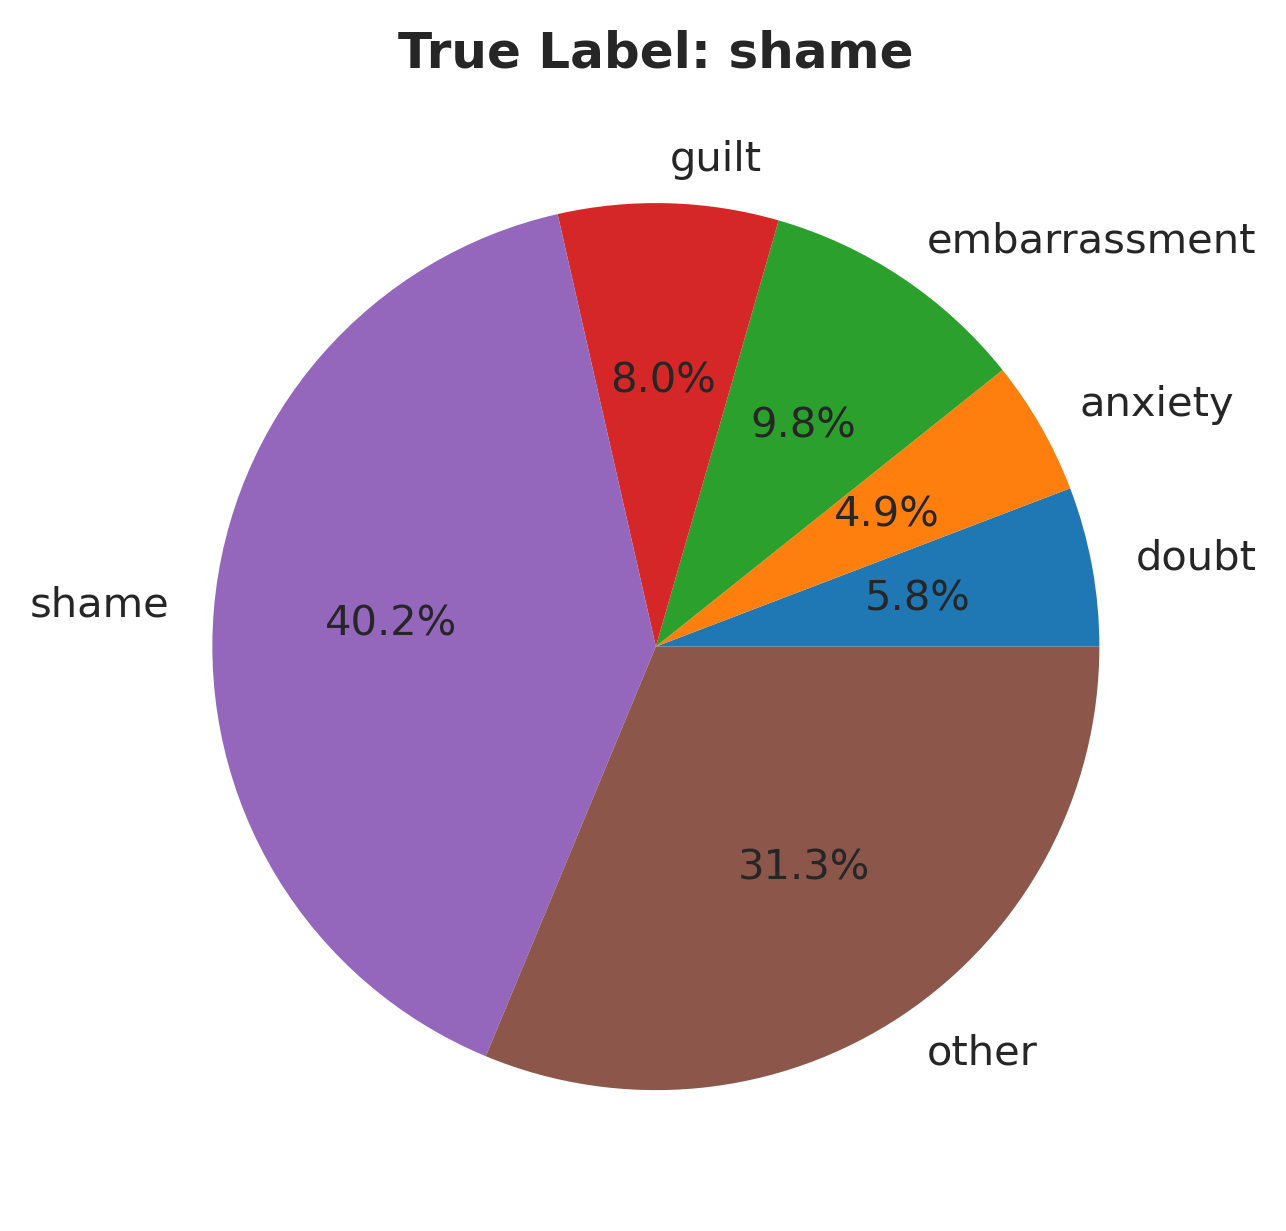 True Label: shame
guilt
embarrassment
8.0%
anxiety
9.8%
4.9%
doubt
5.8%
shame
40.2%
31.3%
other